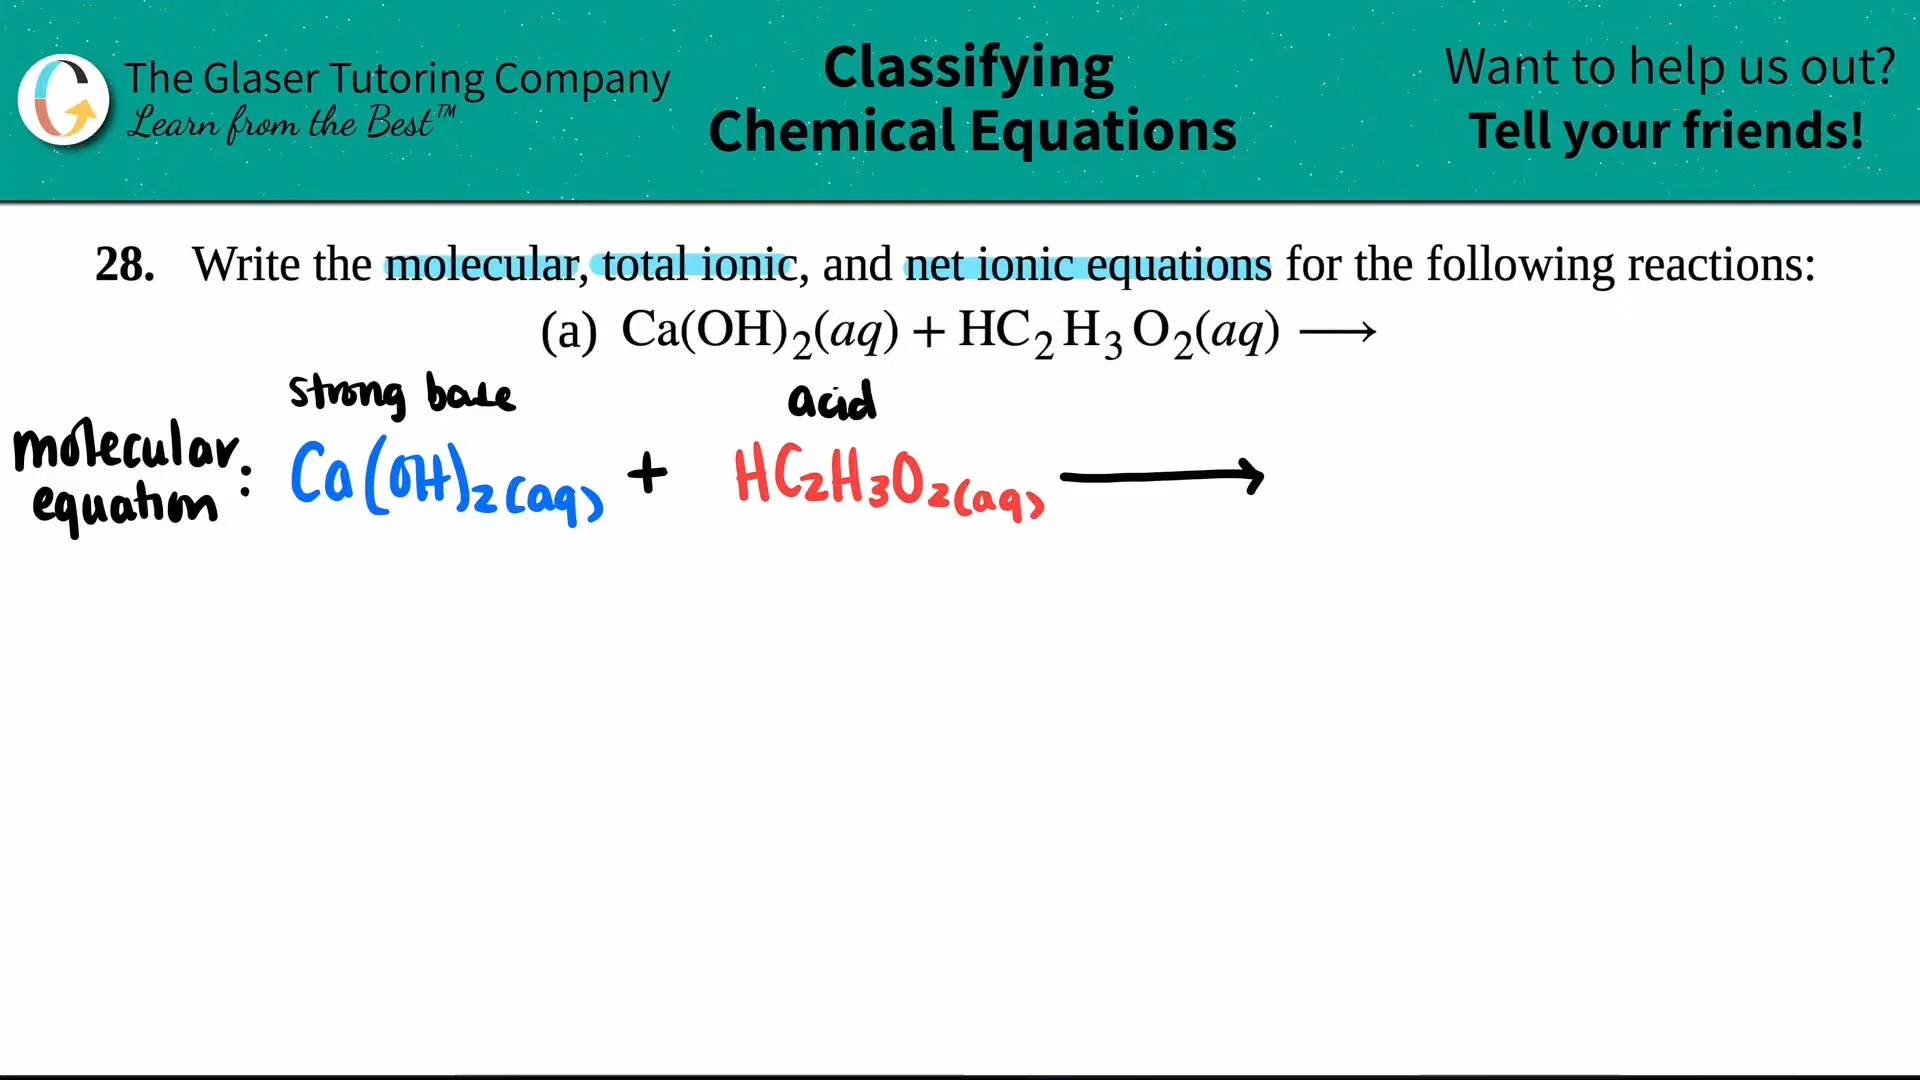 The Glaser Tutoring Company
Learn from the Best™
Classifying
Chemical Equations
Want to help us out?
Tell your friends!
28. Write the molecular, total ionic, and net ionic equations for the following reactions:
(a) Ca(OH)₂(aq) + HC₂H₃O₂(aq) ⟶
strong base
acid
molecular equation: Ca(OH)₂(aq) + HC₂H₃O₂(aq) ⟶